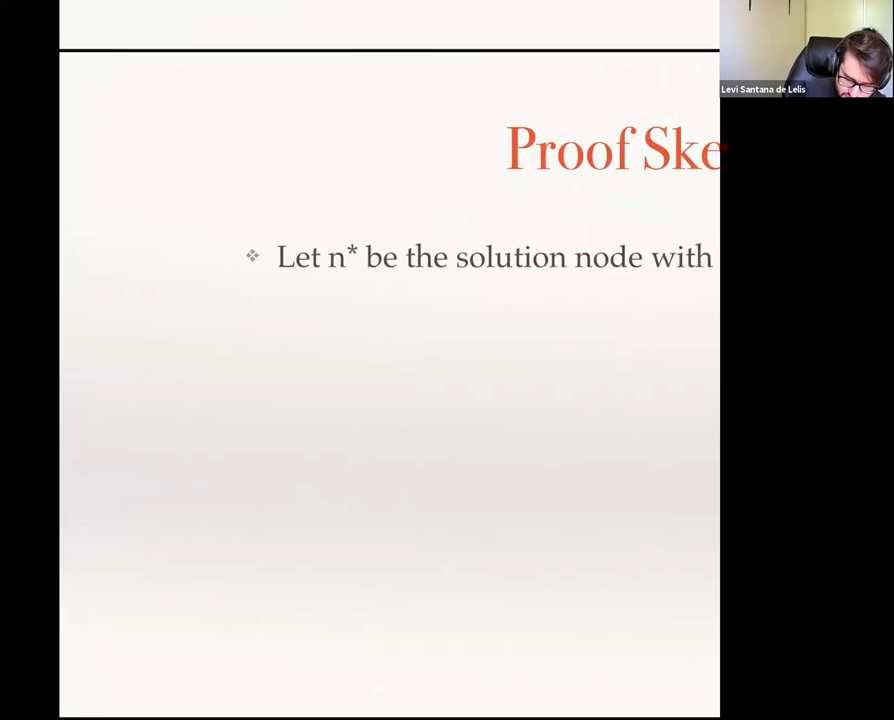 Levi Santana de Lelis
Proof Ske
Let n* be the solution node with